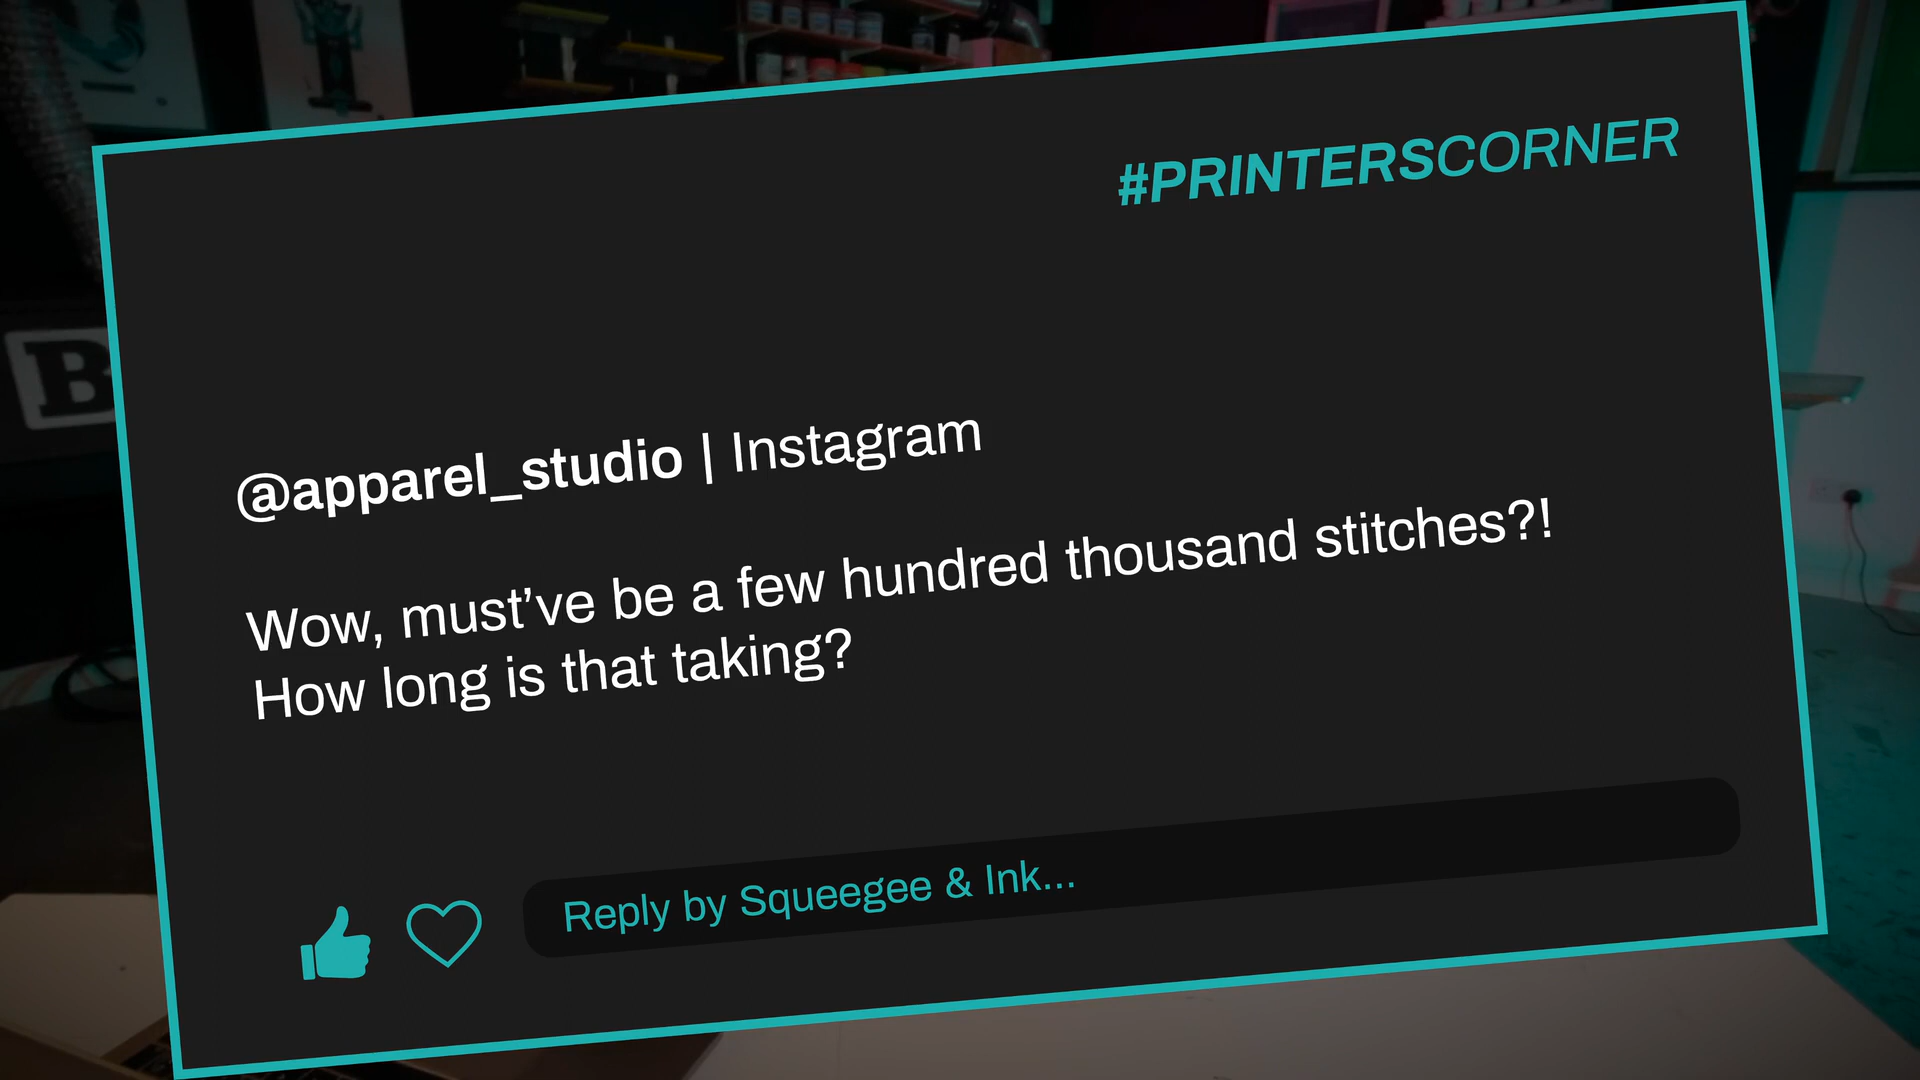 #PRINTERSCORNER
@apparel_studio | Instagram
Wow, must’ve be a few hundred thousand stitches?!
How long is that taking?
Reply by Squeegee & Ink...
B